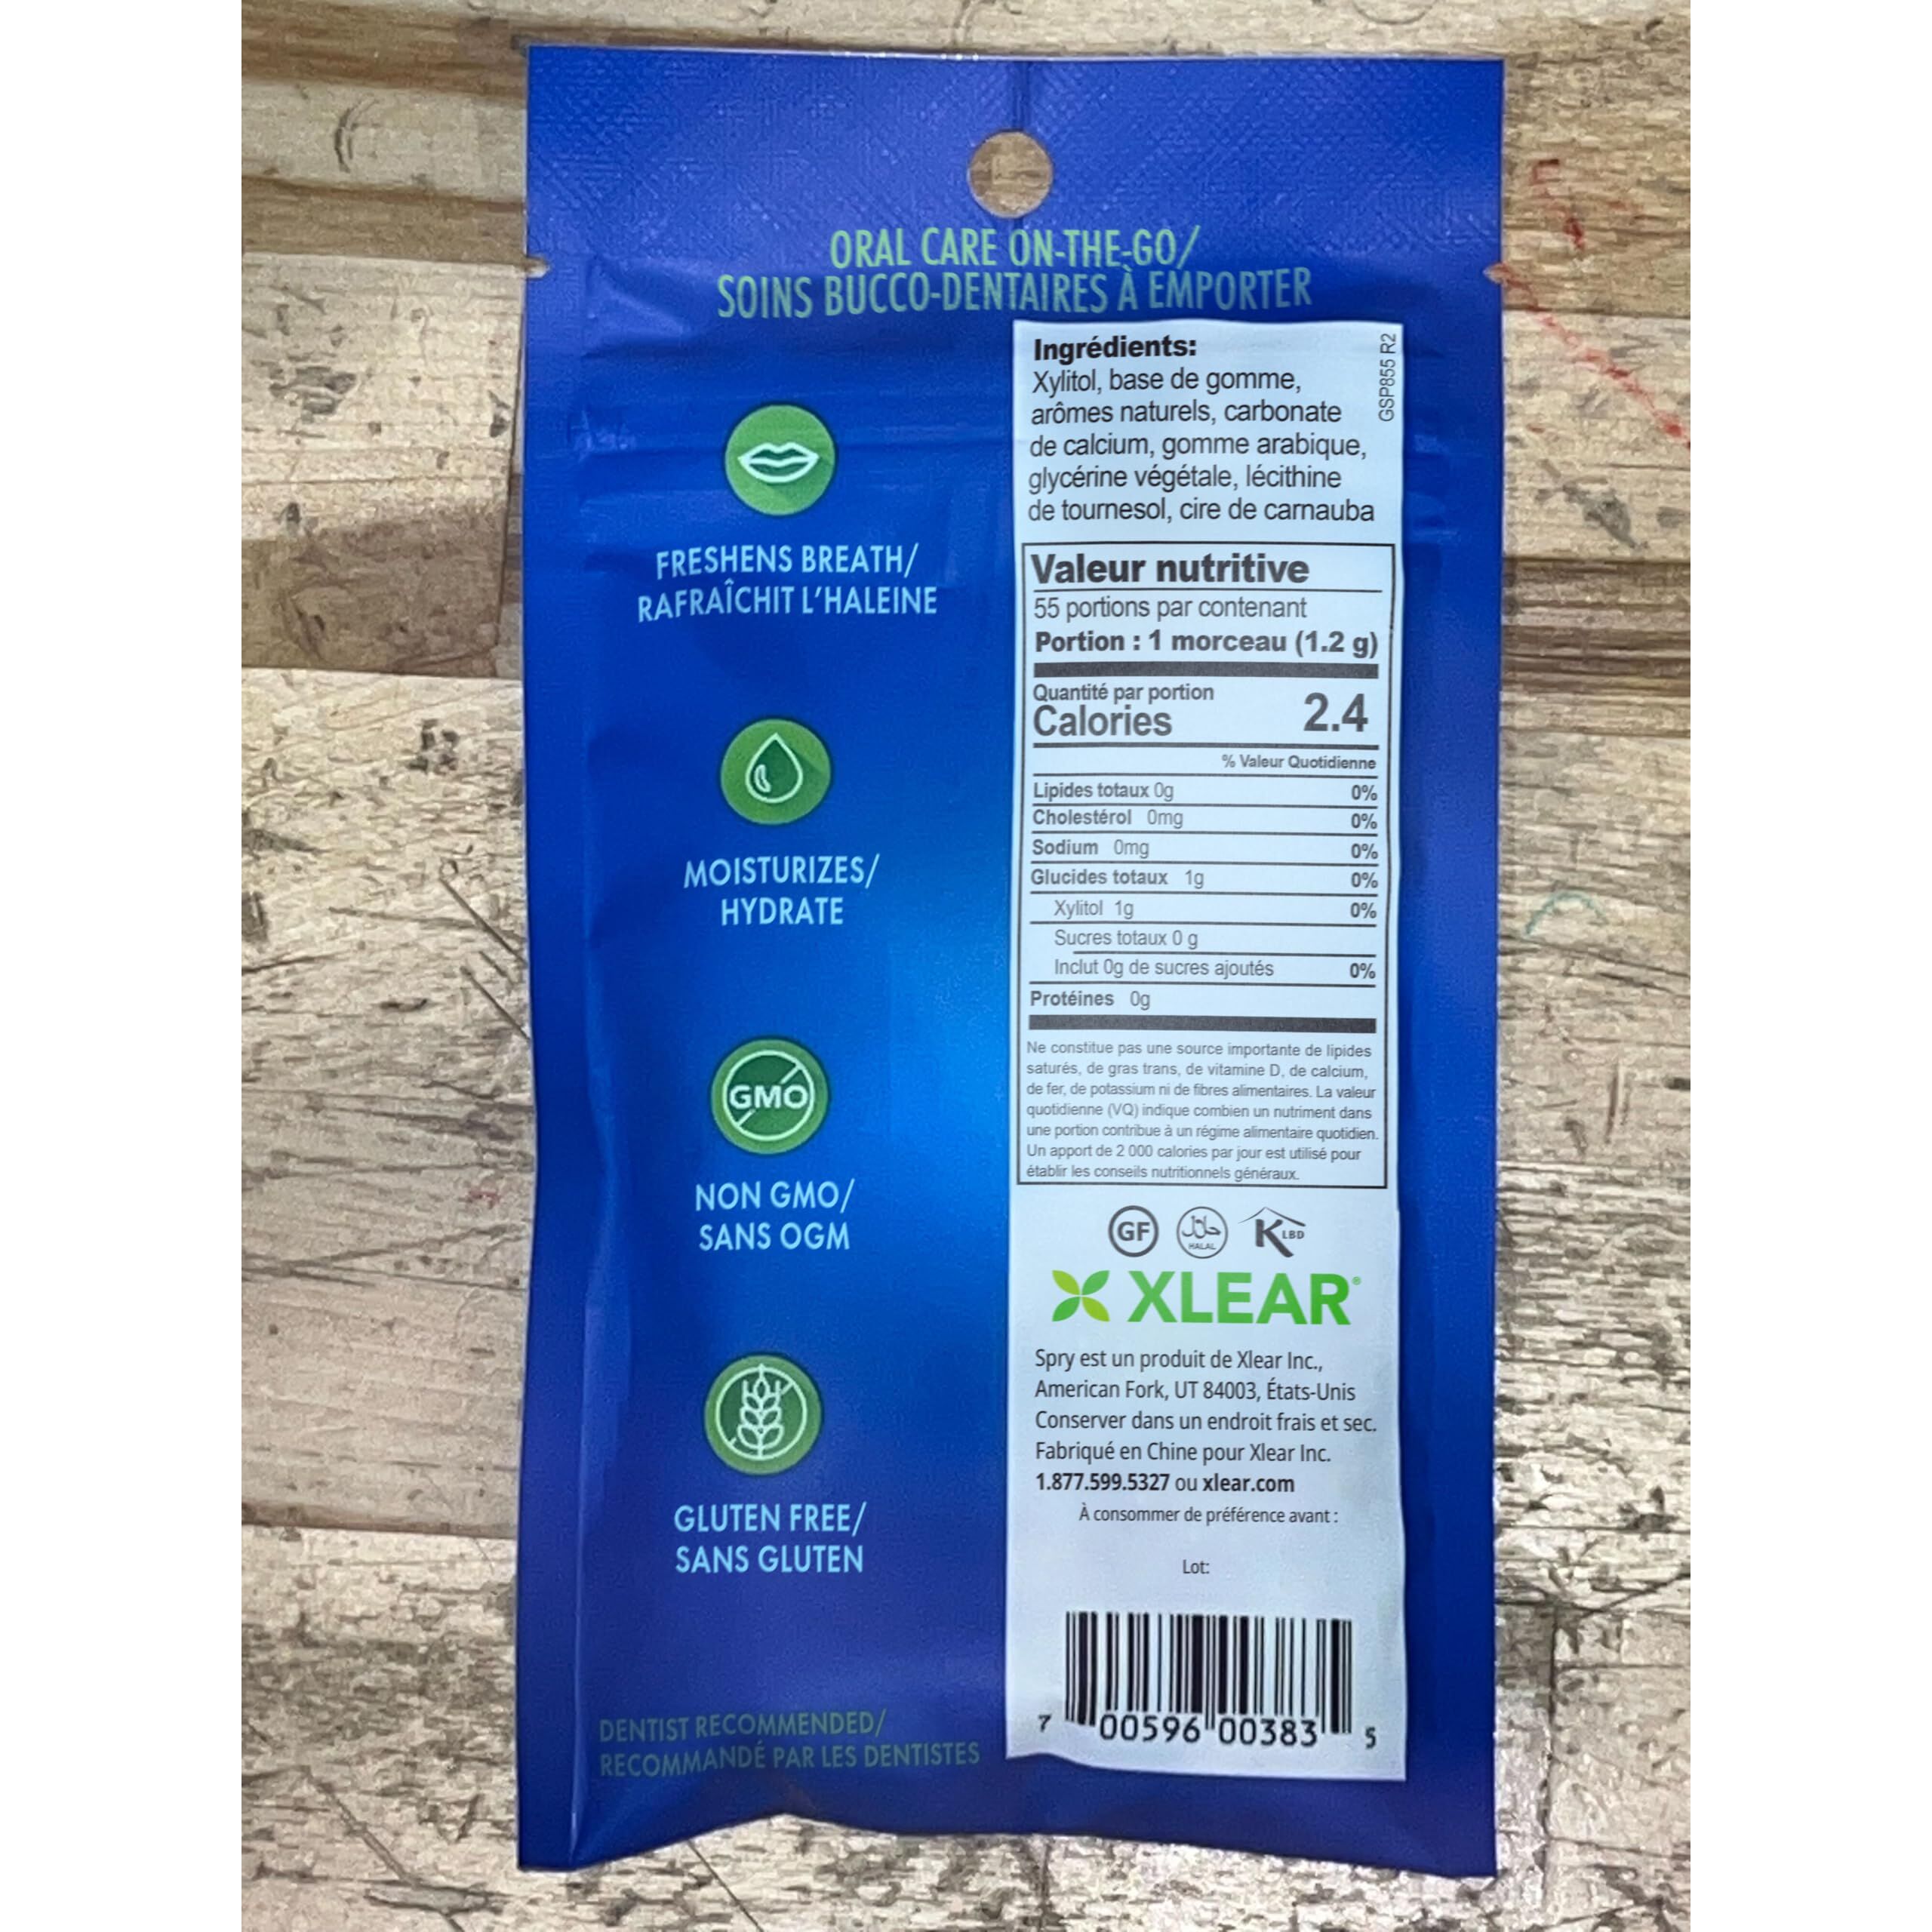 ORAL CARE ON-THE-GO/
SOINS BUCCO-DENTAIRES À EMPORTER
FRESHENS BREATH/
RAFRAÎCHIT L'HALEINE
MOISTURIZES/
HYDRATE
GMO
NON GMO/
SANS OGM
GLUTEN FREE/
SANS GLUTEN
DENTIST RECOMMENDED/
RECOMMANDÉ PAR LES DENTISTES
Ingrédients:
Xylitol, base de gomme,
arômes naturels, carbonate
de calcium, gomme arabique,
glycérine végétale, lécithine
de tournesol, cire de carnauba
GSP855 R2
Valeur nutritive
55 portions par contenant
Portion : 1 morceau (1.2 g)
Quantité par portion
Calories 2.4
% Valeur Quotidienne
Lipides totaux 0g 0%
Cholestérol 0mg 0%
Sodium 0mg 0%
Glucides totaux 1g 0%
Xylitol 1g 0%
Sucres totaux 0 g
Inclut 0g de sucres ajoutés 0%
Protéines 0g
Ne constitue pas une source importante de lipides
saturés, de gras trans, de vitamine D, de calcium,
de fer, de potassium ni de fibres alimentaires. La valeur
quotidienne (VQ) indique combien un nutriment dans
une portion contribue à un régime alimentaire quotidien.
Un apport de 2 000 calories par jour est utilisé pour
établir les conseils nutritionnels généraux.
GF حلال HALAL K LBD
XLEAR®
Spry est un produit de Xlear Inc.,
American Fork, UT 84003, États-Unis
Conserver dans un endroit frais et sec.
Fabriqué en Chine pour Xlear Inc.
1.877.599.5327 ou xlear.com
À consommer de préférence avant :
Lot:
7 00596 00383 5